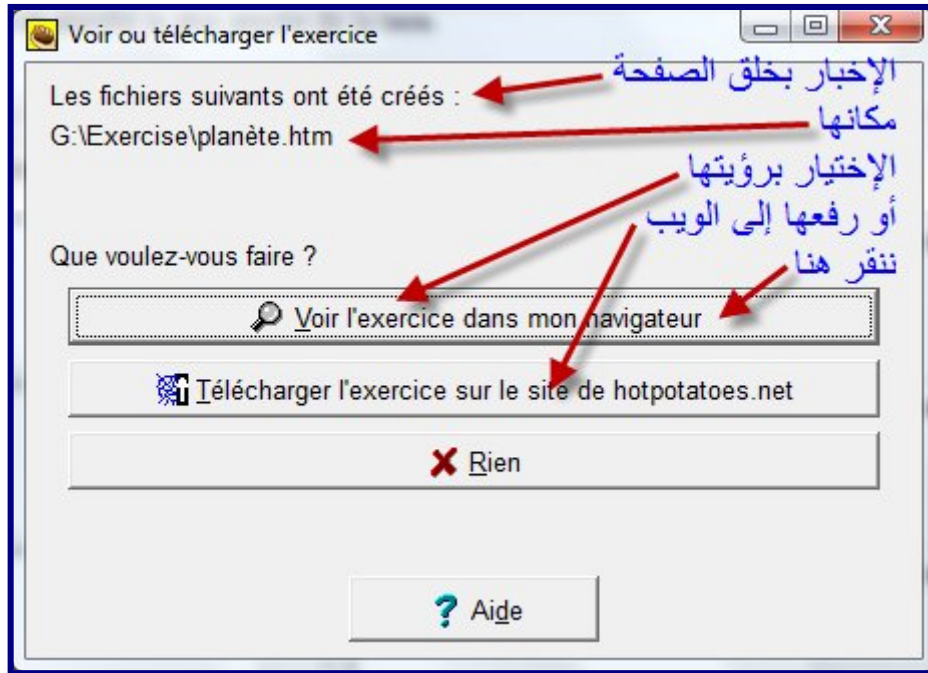 Voir ou télécharger l'exercice
الإخبار بخلق الصفحة
Les fichiers suivants ont été créés :
مكانها
G:\Exercise\planète.htm
الإختيار برؤيتها
أو رفعها إلى الويب
Que voulez-vous faire ?
ننقر هنا
Voir l'exercice dans mon navigateur
Télécharger l'exercice sur le site de hotpotatoes.net
Rien
? Aide